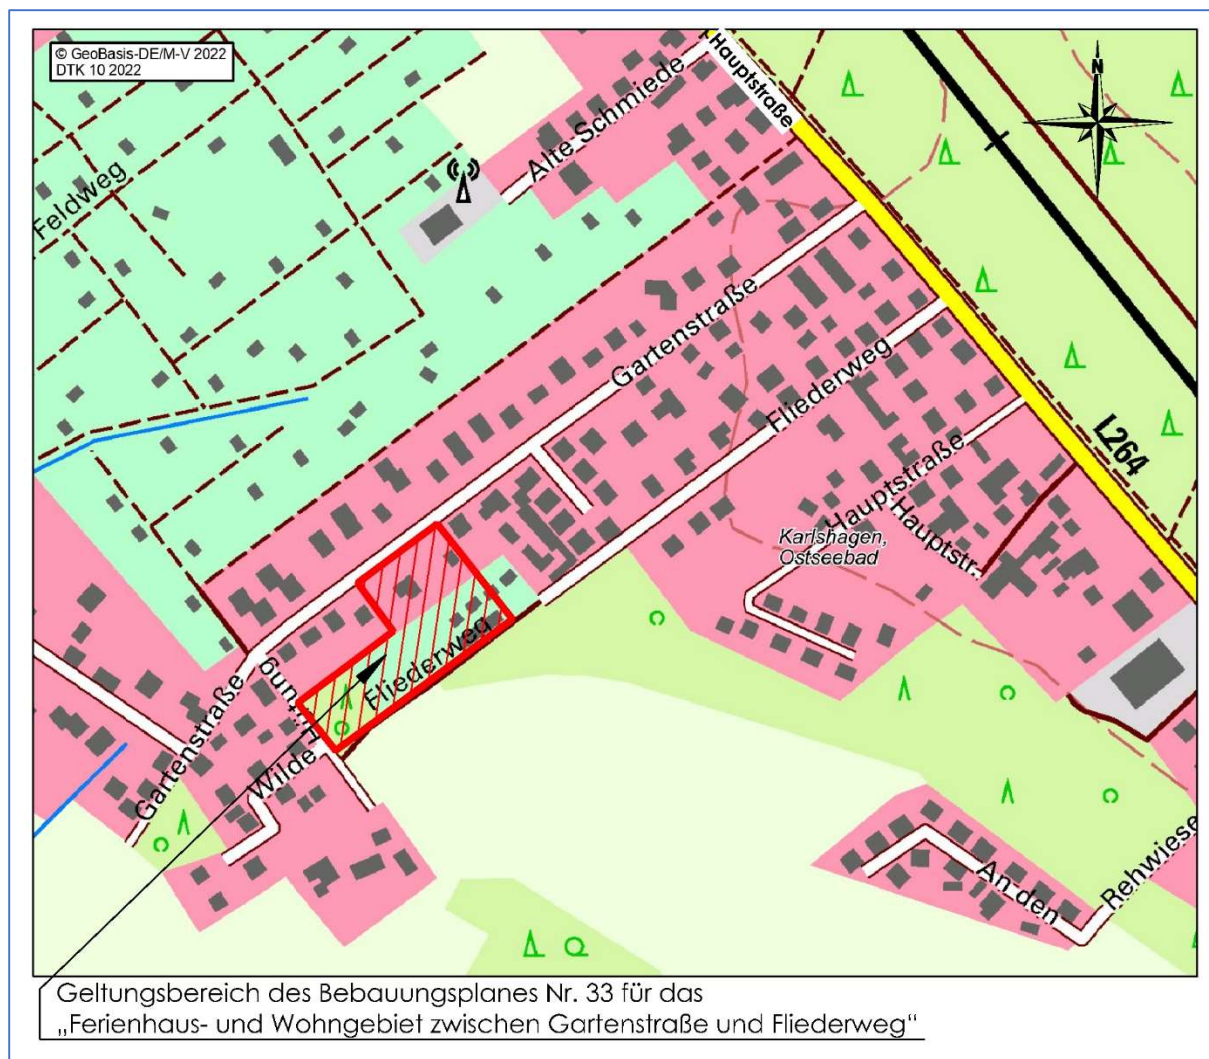 © GeoBasis-DE/M-V 2022
DTK 10 2022
Hauptstraße
N
Alte Schmiede
Feldweg
Gartenstraße
Fliederweg
L264
Hauptstraße
Hauptstr.
Karlshagen,
Ostseebad
Fliederweg
Gartenstraße
Wilde Hütung
An den Rehwiese
Geltungsbereich des Bebauungsplanes Nr. 33 für das
„Ferienhaus- und Wohngebiet zwischen Gartenstraße und Fliederweg“